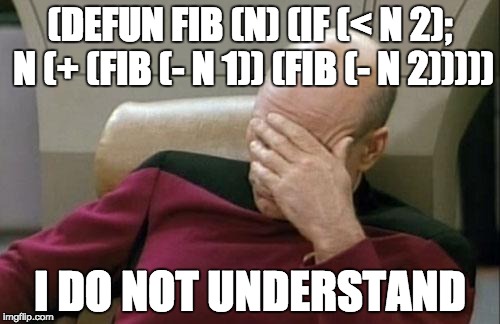 (DEFUN FIB (N) (IF (< N 2);
N (+ (FIB (- N 1)) (FIB (- N 2)))))
I DO NOT UNDERSTAND
imgflip.com